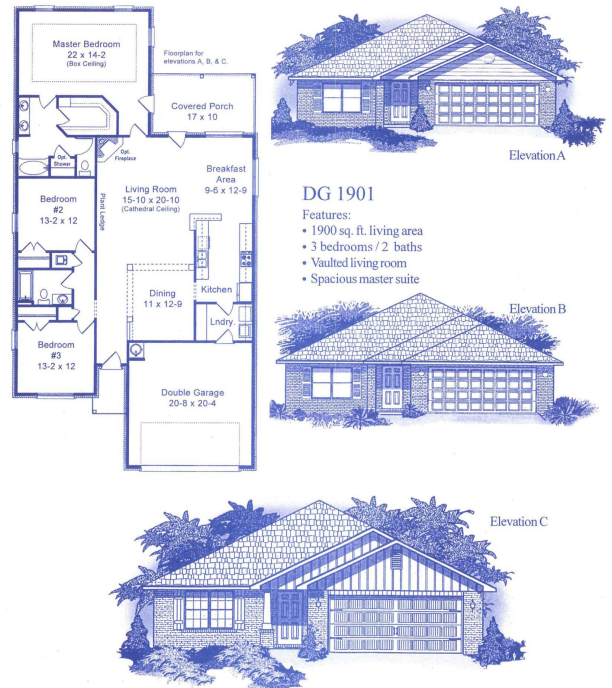 Master Bedroom
22 x 14-2
(Box Ceiling)
Floorplan for
elevations A, B, & C.
Covered Porch
17 x 10
Opt.
Shower
Opt.
Fireplace
Breakfast
Area
9-6 x 12-9
Living Room
15-10 x 20-10
(Cathedral Ceiling)
Plant Ledge
Bedroom
#2
13-2 x 12
Dining
11 x 12-9
Kitchen
Lndry.
Bedroom
#3
13-2 x 12
Double Garage
20-8 x 20-4
Elevation A
DG 1901
Features:
• 1900 sq. ft. living area
• 3 bedrooms / 2 baths
• Vaulted living room
• Spacious master suite
Elevation B
Elevation C